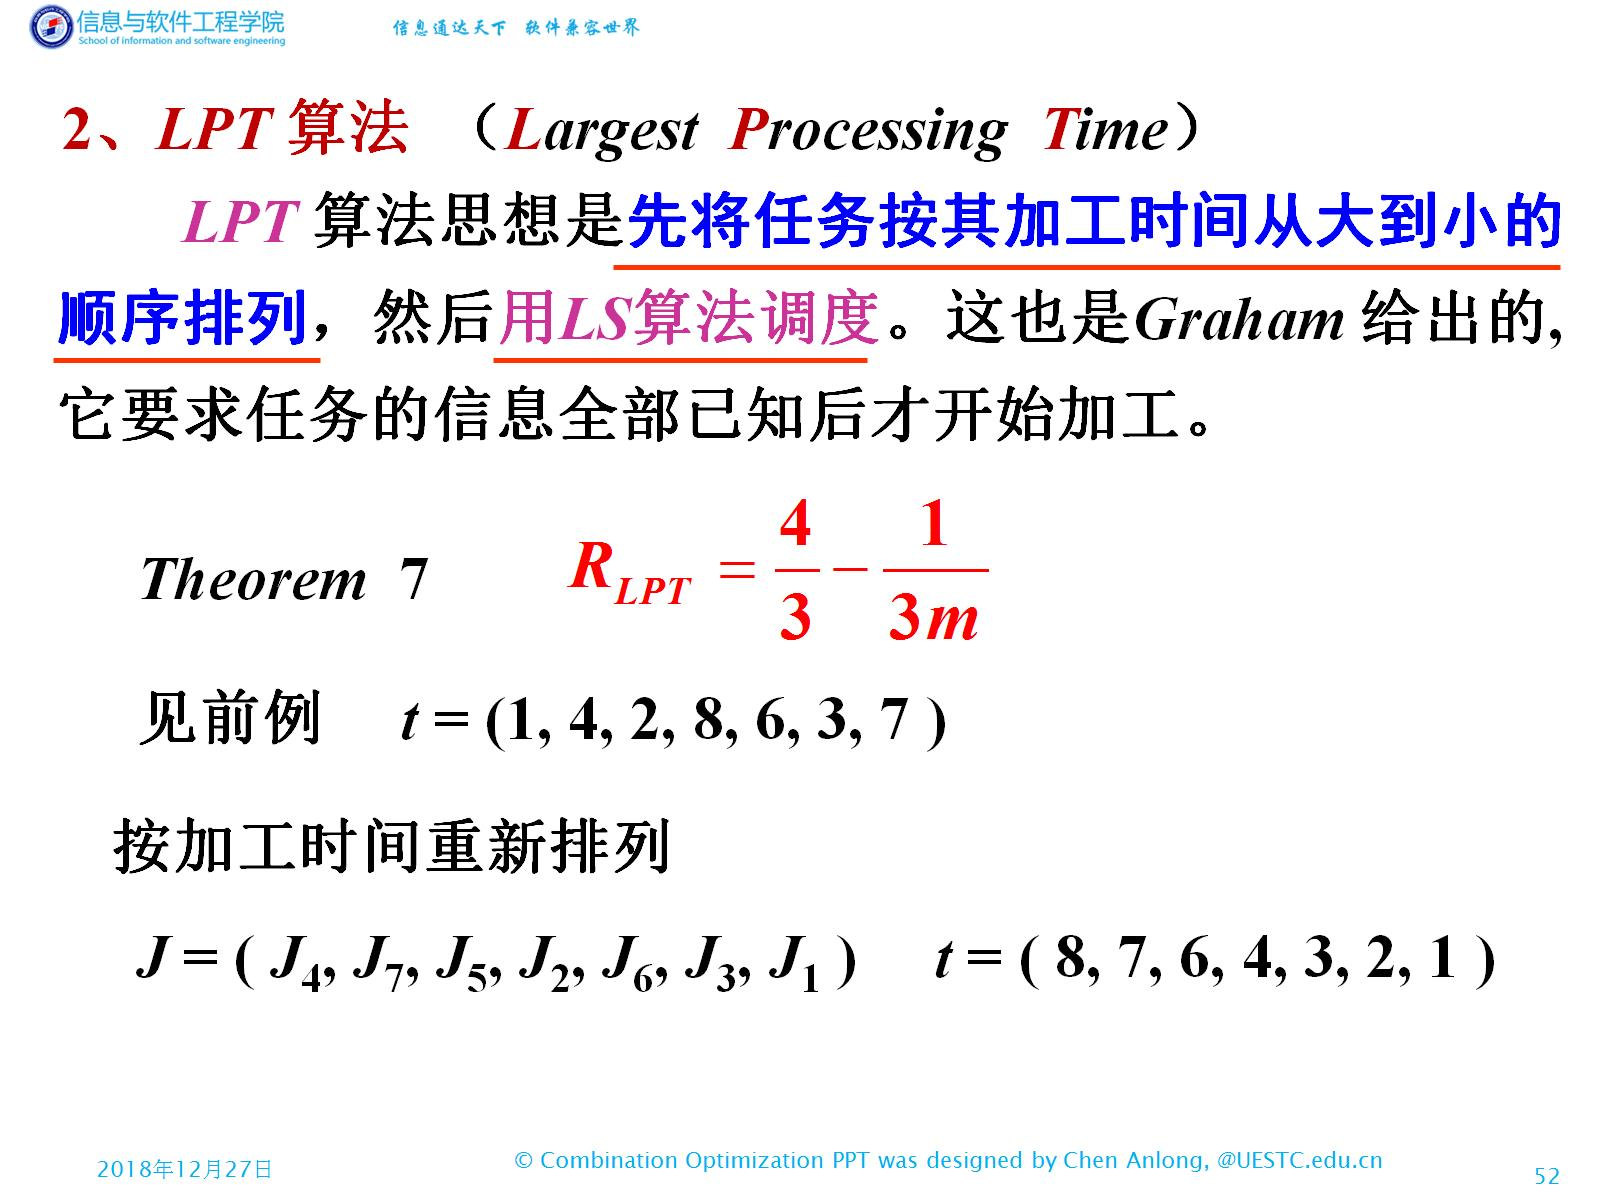 信息与软件工程学院
School of information and software engineering
信息通达天下 软件兼容世界
2、LPT 算法 （Largest Processing Time）
LPT 算法思想是先将任务按其加工时间从大到小的
顺序排列，然后用LS算法调度。这也是Graham 给出的,
它要求任务的信息全部已知后才开始加工。
Theorem 7 R_LPT = 4/3 − 1/3m
见前例 t = (1, 4, 2, 8, 6, 3, 7 )
按加工时间重新排列
J = ( J4, J7, J5, J2, J6, J3, J1 ) t = ( 8, 7, 6, 4, 3, 2, 1 )
2018年12月27日
© Combination Optimization PPT was designed by Chen Anlong, @UESTC.edu.cn
52